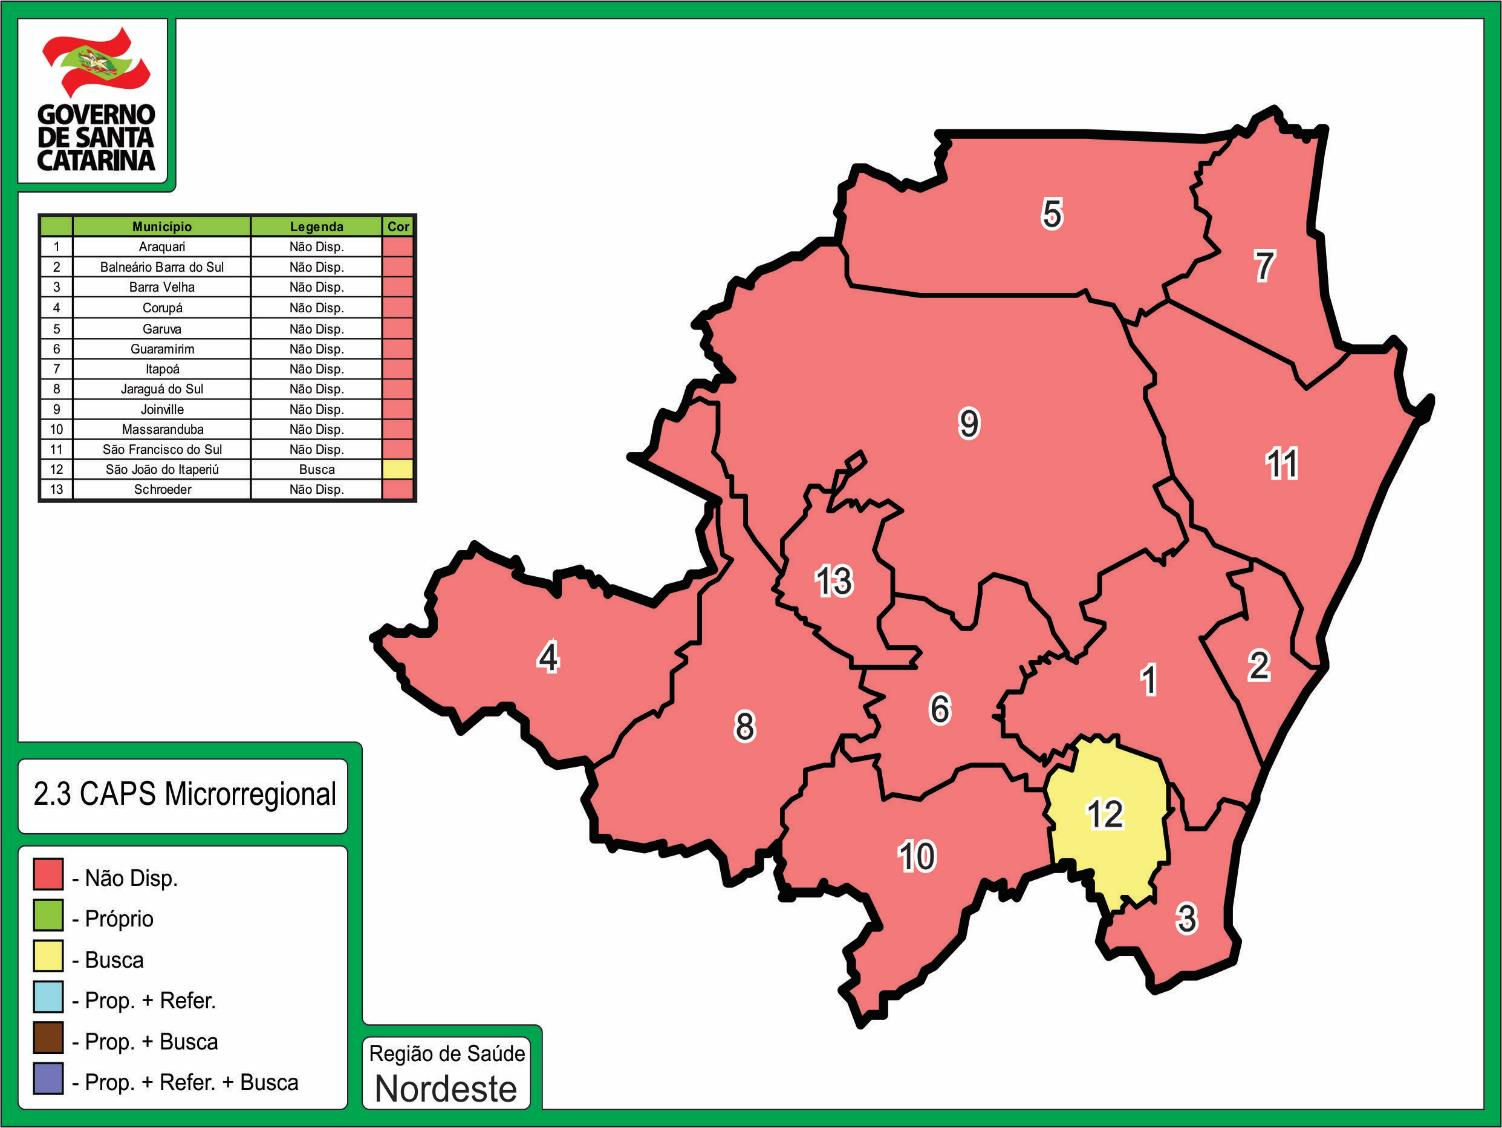 GOVERNO
DE SANTA
CATARINA
Município Legenda Cor
1 Araquari Não Disp.
2 Balneário Barra do Sul Não Disp.
3 Barra Velha Não Disp.
4 Corupá Não Disp.
5 Garuva Não Disp.
6 Guaramirim Não Disp.
7 Itapoá Não Disp.
8 Jaraguá do Sul Não Disp.
9 Joinville Não Disp.
10 Massaranduba Não Disp.
11 São Francisco do Sul Não Disp.
12 São João do Itaperiú Busca
13 Schroeder Não Disp.
5
7
9
11
13
4
2
1
6
8
12
10
3
2.3 CAPS Microrregional
- Não Disp.
- Próprio
- Busca
- Prop. + Refer.
- Prop. + Busca
- Prop. + Refer. + Busca
Região de Saúde
Nordeste